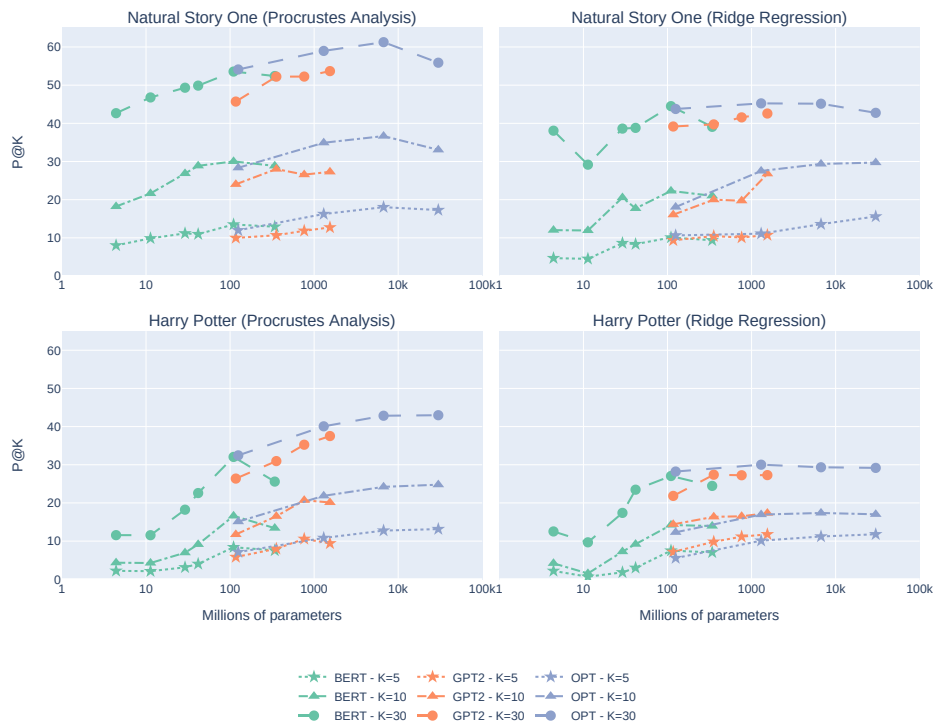 Natural Story One (Procrustes Analysis)
Natural Story One (Ridge Regression)
60
50
40
30
20
10
0
P@K
1 10 100 1000 10k 100k
1 10 100 1000 10k 100k
Harry Potter (Procrustes Analysis)
Harry Potter (Ridge Regression)
60
50
40
30
20
10
0
P@K
1 10 100 1000 10k 100k
1 10 100 1000 10k 100k
Millions of parameters
Millions of parameters
BERT - K=5 GPT2 - K=5 OPT - K=5
BERT - K=10 GPT2 - K=10 OPT - K=10
BERT - K=30 GPT2 - K=30 OPT - K=30